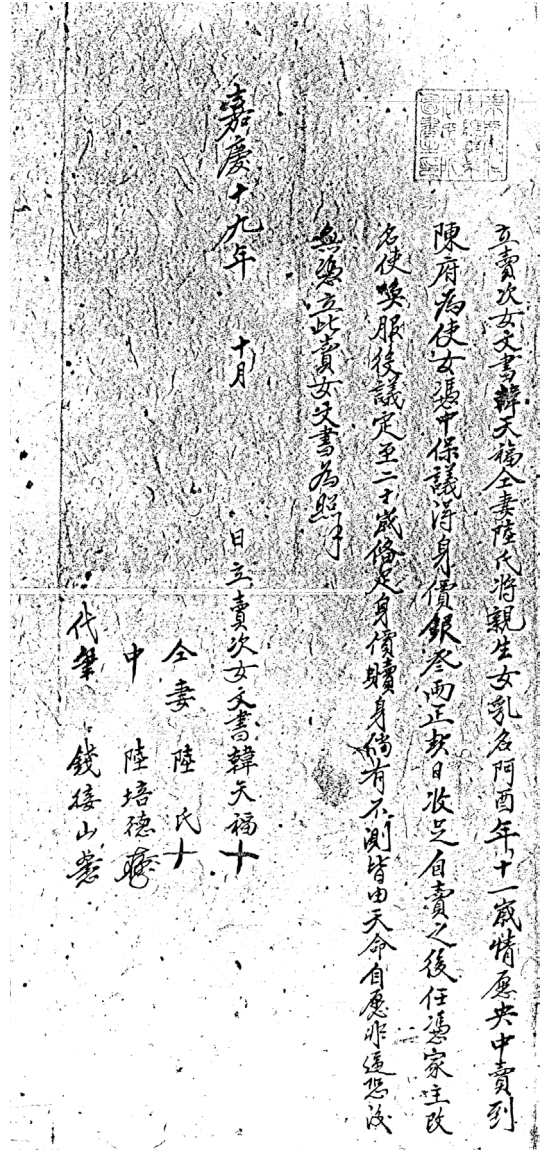 立賣次女文書韓天福仝妻陸氏將親生女乳名阿酉年十一歲情愿央中賣到
陳府為使女憑中保議得身價銀叁兩正契日收足自賣之後任憑家主改
名使喚服役議定至二十歲俻足身價贖身倘有不測皆由天命自愿非逼恐後
無憑立此賣女文書為照
嘉慶十九年 十月 日立賣次女文書韓天福十
仝妻 陸氏十
中 陸培德
代筆 錢接山